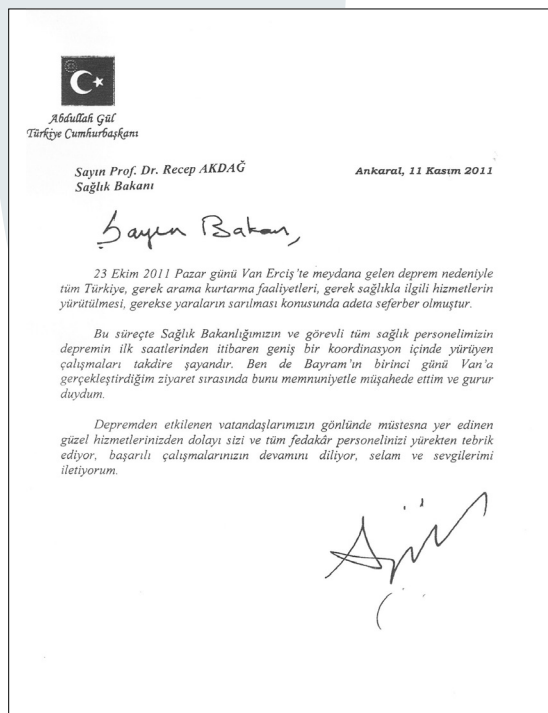 Abdullah Gül
Türkiye Cumhurbaşkanı
Sayın Prof. Dr. Recep AKDAĞ
Sağlık Bakanı
Ankaral, 11 Kasım 2011
Sayın Bakan,
23 Ekim 2011 Pazar günü Van Erciş'te meydana gelen deprem nedeniyle
tüm Türkiye, gerek arama kurtarma faaliyetleri, gerek sağlıkla ilgili hizmetlerin
yürütülmesi, gerekse yaraların sarılması konusunda adeta seferber olmuştur.
Bu süreçte Sağlık Bakanlığımızın ve görevli tüm sağlık personelimizin
depremin ilk saatlerinden itibaren geniş bir koordinasyon içinde yürüyen
çalışmaları takdire şayandır. Ben de Bayram'ın birinci günü Van'a
gerçekleştirdiğim ziyaret sırasında bunu memnuniyetle müşahede ettim ve gurur
duydum.
Depremden etkilenen vatandaşlarımızın gönlünde müstesna yer edinen
güzel hizmetlerinizden dolayı sizi ve tüm fedakâr personelinizi yürekten tebrik
ediyor, başarılı çalışmalarınızın devamını diliyor, selam ve sevgilerimi
iletiyorum.